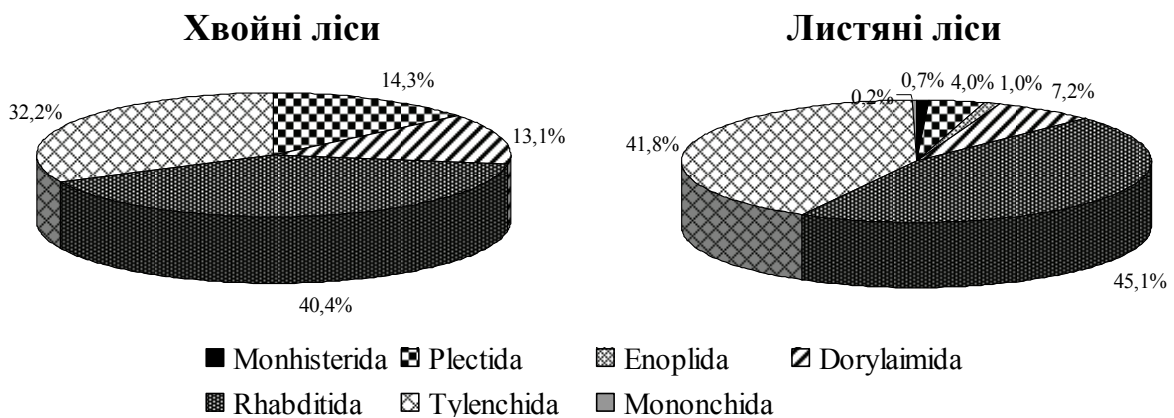 Хвойні ліси
Листяні ліси
14,3%
32,2%
13,1%
40,4%
0,7%
4,0%
1,0%
7,2%
0,2%
41,8%
45,1%
Monhisterida Plectida Enoplida Dorylaimida
Rhabditida Tylenchida Mononchida